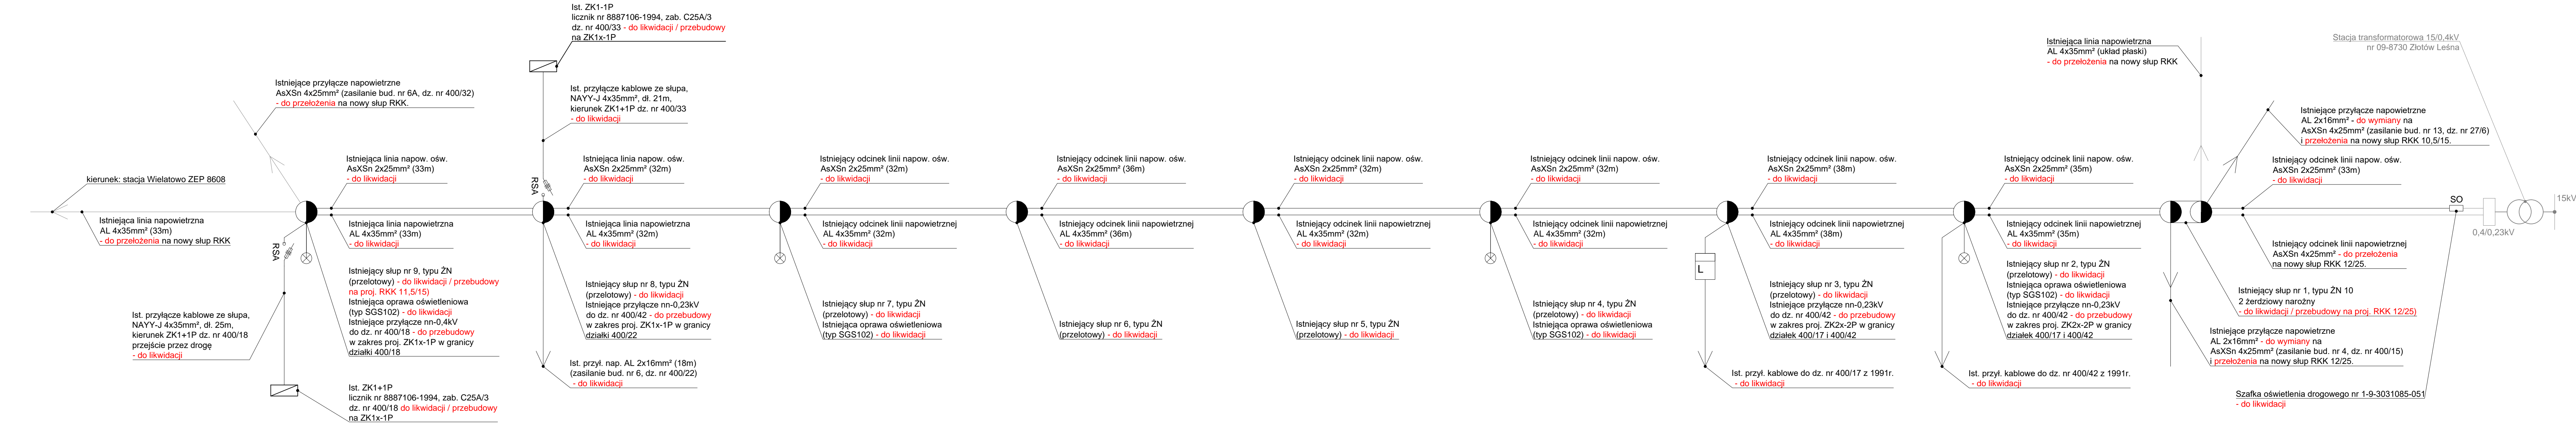 Ist. ZK1-1P
licznik nr 8887106-1994, zab. C25A/3
dz. nr 400/33 - do likwidacji / przebudowy
na ZK1x-1P
Istniejące przyłącze napowietrzne
AsXSn 4x25mm² (zasilanie bud. nr 6A, dz. nr 400/32)
- do przełożenia na nowy słup RKK.
Ist. przyłącze kablowe ze słupa,
NAYY-J 4x35mm², dł. 21m,
kierunek ZK1+1P dz. nr 400/33
- do likwidacji
Istniejąca linia napowietrzna
AL 4x35mm² (układ płaski)
- do przełożenia na nowy słup RKK
Stacja transformatorowa 15/0,4kV
nr 09-8730 Złotów Leśna
Istniejące przyłącze napowietrzne
AL 2x16mm² - do wymiany na
AsXSn 4x25mm² (zasilanie bud. nr 13, dz. nr 27/6)
i przełożenia na nowy słup RKK 10,5/15.
kierunek: stacja Wielatowo ZEP 8608
Istniejąca linia napowietrzna
AL 4x35mm² (33m)
- do przełożenia na nowy słup RKK
Istniejąca linia napow. ośw.
AsXSn 2x25mm² (33m)
- do likwidacji
RSA
Istniejąca linia napow. ośw.
AsXSn 2x25mm² (32m)
- do likwidacji
Istniejący odcinek linii napow. ośw.
AsXSn 2x25mm² (32m)
- do likwidacji
Istniejący odcinek linii napow. ośw.
AsXSn 2x25mm² (36m)
- do likwidacji
Istniejący odcinek linii napow. ośw.
AsXSn 2x25mm² (32m)
- do likwidacji
Istniejący odcinek linii napow. ośw.
AsXSn 2x25mm² (32m)
- do likwidacji
Istniejący odcinek linii napow. ośw.
AsXSn 2x25mm² (38m)
- do likwidacji
Istniejący odcinek linii napow. ośw.
AsXSn 2x25mm² (35m)
- do likwidacji
Istniejący odcinek linii napow. ośw.
AsXSn 2x25mm² (33m)
- do likwidacji
SO
15kV
0,4/0,23kV
RSA
Istniejąca linia napowietrzna
AL 4x35mm² (33m)
- do likwidacji
Istniejąca linia napowietrzna
AL 4x35mm² (32m)
- do likwidacji
Istniejący odcinek linii napowietrznej
AL 4x35mm² (32m)
- do likwidacji
Istniejący odcinek linii napowietrznej
AL 4x35mm² (36m)
- do likwidacji
Istniejący odcinek linii napowietrznej
AL 4x35mm² (32m)
- do likwidacji
Istniejący odcinek linii napowietrznej
AL 4x35mm² (32m)
- do likwidacji
Istniejący odcinek linii napowietrznej
AL 4x35mm² (38m)
- do likwidacji
Istniejący odcinek linii napowietrznej
AL 4x35mm² (35m)
- do likwidacji
Istniejący odcinek linii napowietrznej
AsXSn 4x25mm² - do przełożenia
na nowy słup RKK 12/25.
Istniejący słup nr 9, typu ŻN
(przelotowy) - do likwidacji / przebudowy
na proj. RKK 11,5/15)
Istniejąca oprawa oświetleniowa
(typ SGS102) - do likwidacji
Istniejące przyłącze nn-0,4kV
do dz. nr 400/18 - do przebudowy
w zakres proj. ZK1x-1P w granicy
działki 400/18
Istniejący słup nr 8, typu ŻN
(przelotowy) - do likwidacji
Istniejące przyłącze nn-0,23kV
do dz. nr 400/42 - do przebudowy
w zakres proj. ZK1x-1P w granicy
działki 400/22
Istniejący słup nr 7, typu ŻN
(przelotowy) - do likwidacji
Istniejąca oprawa oświetleniowa
(typ SGS102) - do likwidacji
Istniejący słup nr 6, typu ŻN
(przelotowy) - do likwidacji
Istniejący słup nr 5, typu ŻN
(przelotowy) - do likwidacji
Istniejący słup nr 4, typu ŻN
(przelotowy) - do likwidacji
Istniejąca oprawa oświetleniowa
(typ SGS102) - do likwidacji
L
Istniejący słup nr 3, typu ŻN
(przelotowy) - do likwidacji
Istniejące przyłącze nn-0,23kV
do dz. nr 400/42 - do przebudowy
w zakres proj. ZK2x-2P w granicy
działek 400/17 i 400/42
Istniejący słup nr 2, typu ŻN
(przelotowy) - do likwidacji
Istniejąca oprawa oświetleniowa
(typ SGS102) - do likwidacji
Istniejące przyłącze nn-0,23kV
do dz. nr 400/42 - do przebudowy
w zakres proj. ZK2x-2P w granicy
działek 400/17 i 400/42
Istniejący słup nr 1, typu ŻN 10
2 żerdziowy narożny
- do likwidacji / przebudowy na proj. RKK 12/25)
Istniejące przyłącze napowietrzne
AL 2x16mm² - do wymiany na
AsXSn 4x25mm² (zasilanie bud. nr 4, dz. nr 400/15)
i przełożenia na nowy słup RKK 12/25.
Ist. przyłącze kablowe ze słupa,
NAYY-J 4x35mm², dł. 25m,
kierunek ZK1+1P dz. nr 400/18
przejście przez drogę
- do likwidacji
Ist. przył. nap. AL 2x16mm² (18m)
(zasilanie bud. nr 6, dz. nr 400/22)
- do likwidacji
Ist. przył. kablowe do dz. nr 400/17 z 1991r.
- do likwidacji
Ist. przył. kablowe do dz. nr 400/42 z 1991r.
- do likwidacji
Ist. ZK1+1P
licznik nr 8887106-1994, zab. C25A/3
dz. nr 400/18 do likwidacji / przebudowy
na ZK1x-1P
Szafka oświetlenia drogowego nr 1-9-3031085-051
- do likwidacji